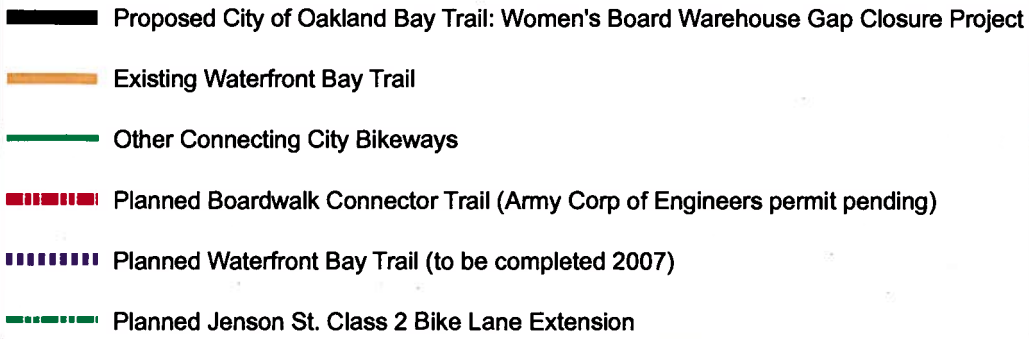 Proposed City of Oakland Bay Trail: Women's Board Warehouse Gap Closure Project
Existing Waterfront Bay Trail
Other Connecting City Bikeways
Planned Boardwalk Connector Trail (Army Corp of Engineers permit pending)
Planned Waterfront Bay Trail (to be completed 2007)
Planned Jenson St. Class 2 Bike Lane Extension